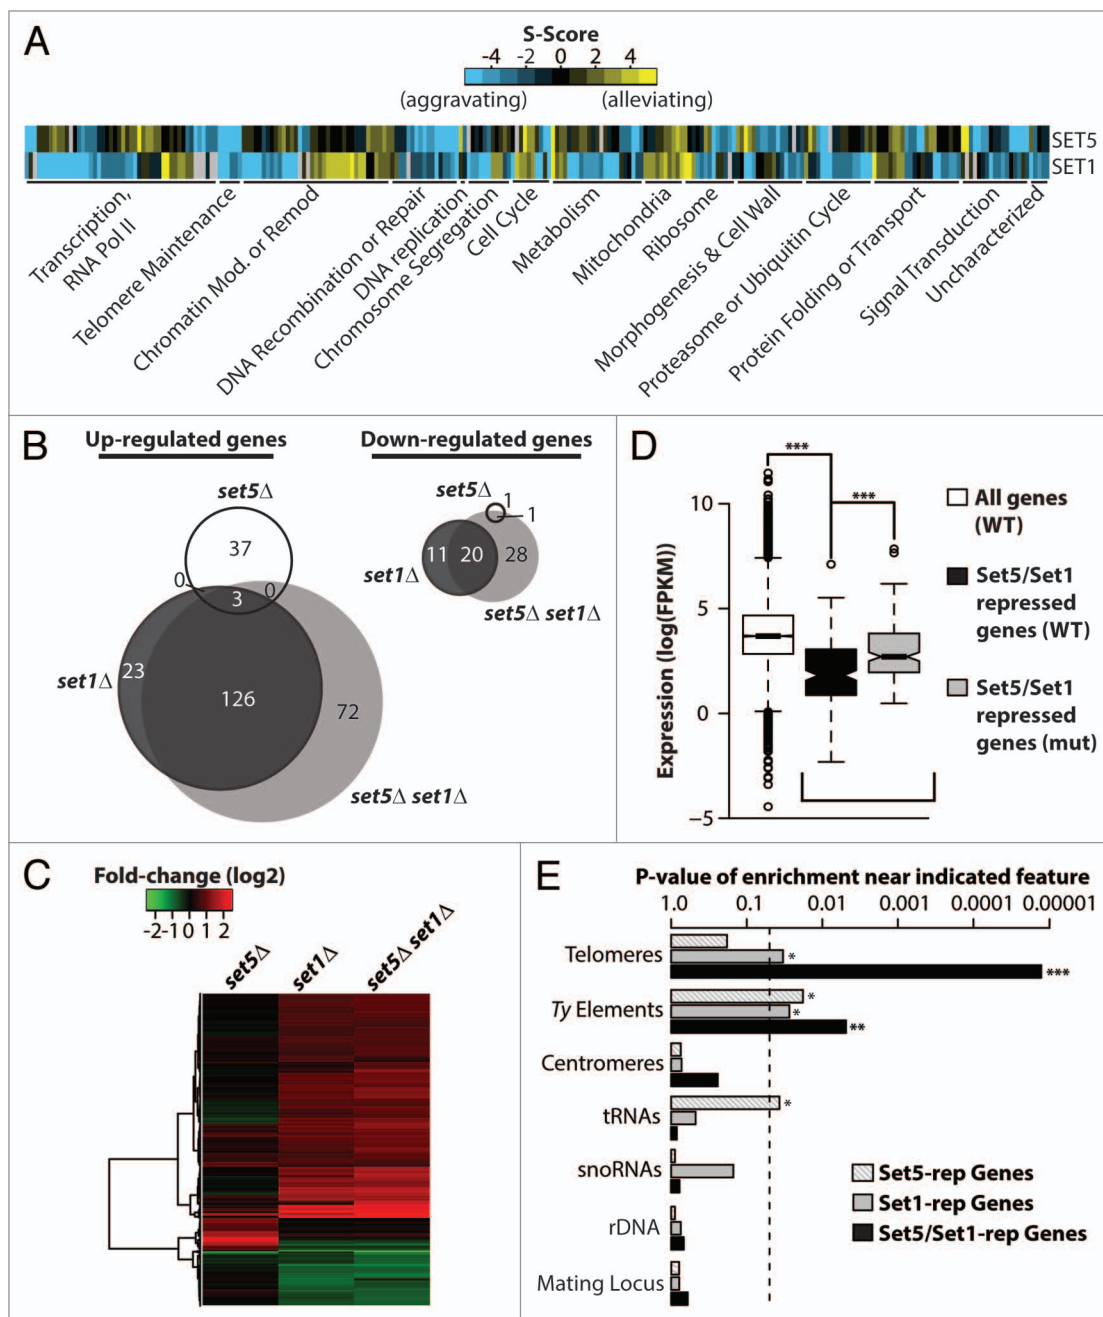 A
S-Score
-4 -2 0 2 4
(aggravating) (alleviating)
SET5
SET1
Transcription,
RNA Pol II
Telomere Maintenance
Chromatin Mod. or Remod
DNA Recombination or Repair
DNA replication
Chromosome Segregation
Cell Cycle
Metabolism
Mitochondria
Ribosome
Morphogenesis & Cell Wall
Proteasome or Ubiquitin Cycle
Protein Folding or Transport
Signal Transduction
Uncharacterized
B
Up-regulated genes
set5Δ
37
0
0
3
set1Δ
23
126
72
set5Δ set1Δ
Down-regulated genes
set5Δ
1
1
11
20
28
set1Δ
set5Δ set1Δ
D
Expression (log(FPKM))
10
5
0
−5
***
***
All genes
(WT)
Set5/Set1
repressed
genes (WT)
Set5/Set1
repressed
genes (mut)
C
Fold-change (log2)
-2 -1 0 1 2
set5Δ
set1Δ
set5Δ set1Δ
E
P-value of enrichment near indicated feature
1.0 0.1 0.01 0.001 0.0001 0.00001
Telomeres
*
***
Ty Elements
*
*
**
Centromeres
tRNAs
*
snoRNAs
rDNA
Mating Locus
Set5-rep Genes
Set1-rep Genes
Set5/Set1-rep Genes